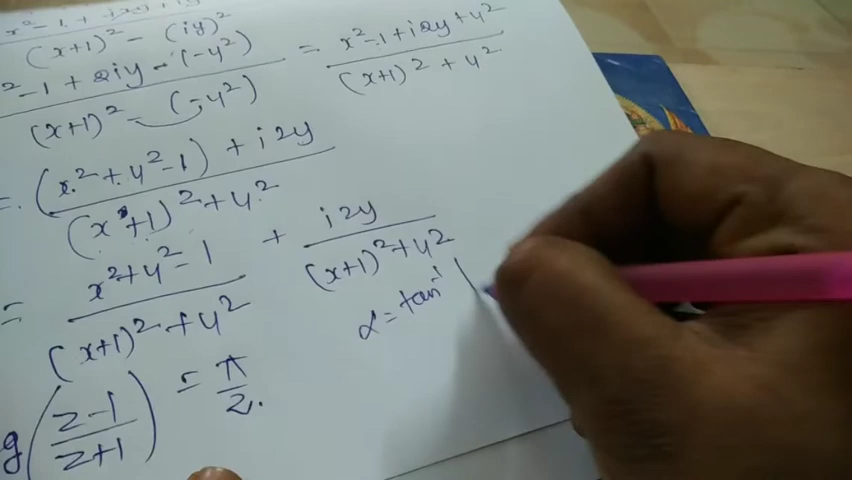 x²-1+
(x+1)² - (iy)²
²-1 + 2iy - (-y²) = x²-1+i2y+y²
(x+1)² - (-y²) (x+1)² + y²
= (x²+y²-1) + i2y
(x+1)²+y²
= x²+y²-1 + i2y
(x+1)²+y² (x+1)²+y²
α = tan⁻¹ |
g(z-1/z+1) = π/2.